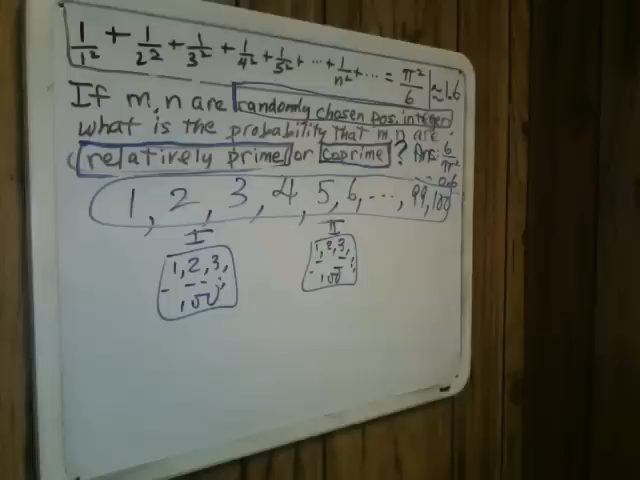 1/1² + 1/2² + 1/3² + 1/4² + 1/5² + ... + 1/n² + ... = π²/6 ≈ 1.6
If m, n are randomly chosen pos. integers
what is the probability that m, n are
relatively prime or coprime? Ans: 6/π²
≈ 0.6
1, 2, 3, 4, 5, 6, ..., 99, 100
I II
1, 2, 3, 1, 2, 3,
100 100